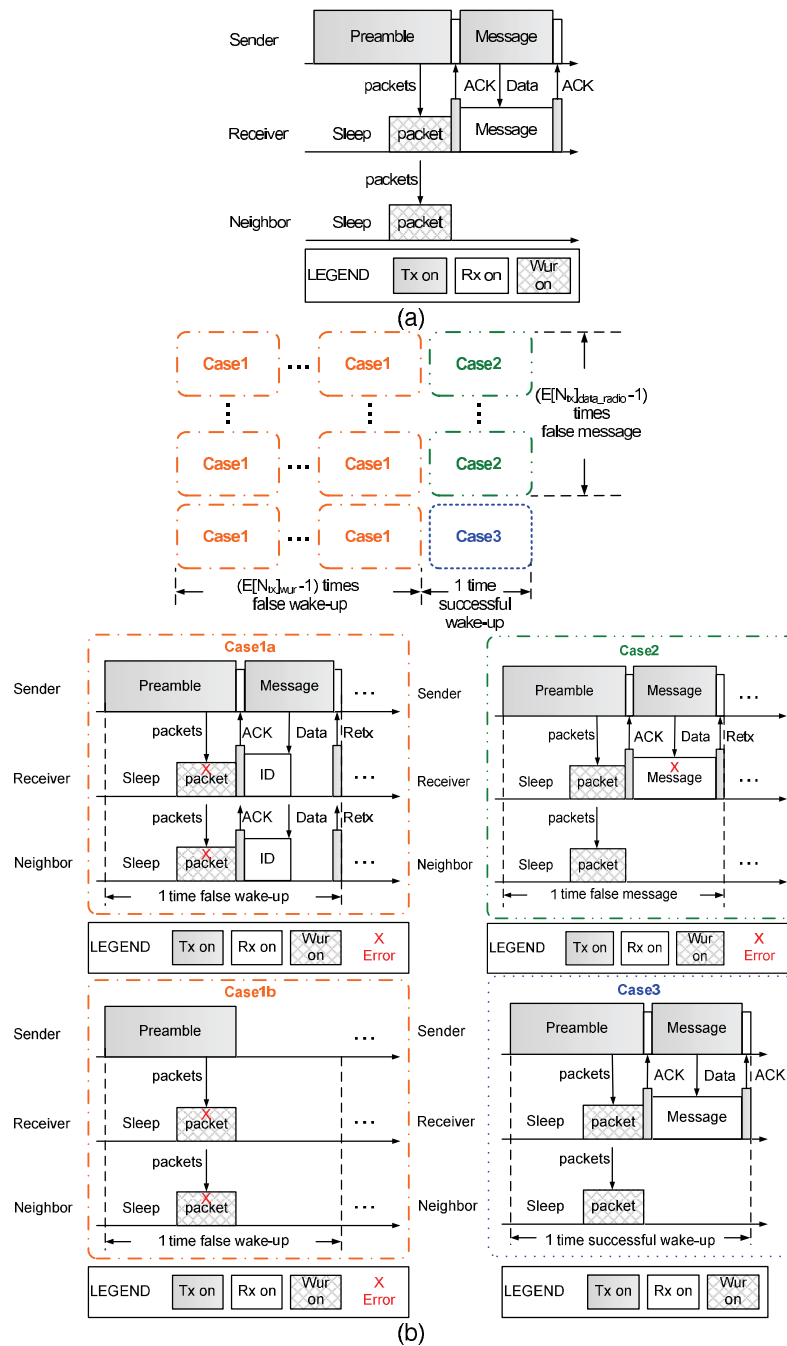 Sender
Preamble
Message
packets
ACK
Data
ACK
Receiver
Sleep
packet
Message
packets
Neighbor
Sleep
packet
LEGEND
Tx on
Rx on
Wur on
(a)
Case1
...
Case1
Case2
(E[Ntx]data_radio-1) times false message
Case1
...
Case1
Case2
Case1
...
Case1
Case3
(E[Ntx]wur-1) times false wake-up
1 time successful wake-up
Case1a
Sender
Preamble
Message
...
packets
ACK
Data
Retx
Receiver
Sleep
X
packet
ID
...
packets
ACK
Data
Retx
Neighbor
Sleep
X
packet
ID
...
1 time false wake-up
LEGEND
Tx on
Rx on
Wur on
X Error
Case2
Sender
Preamble
Message
...
packets
ACK
Data
Retx
Receiver
Sleep
packet
X
Message
...
packets
Neighbor
Sleep
packet
...
1 time false message
LEGEND
Tx on
Rx on
Wur on
X Error
Case1b
Sender
Preamble
...
packets
Receiver
Sleep
X
packet
...
packets
Neighbor
Sleep
X
packet
...
1 time false wake-up
LEGEND
Tx on
Rx on
Wur on
X Error
Case3
Sender
Preamble
Message
packets
ACK
Data
ACK
Receiver
Sleep
packet
Message
packets
Neighbor
Sleep
packet
1 time successful wake-up
LEGEND
Tx on
Rx on
Wur on
(b)